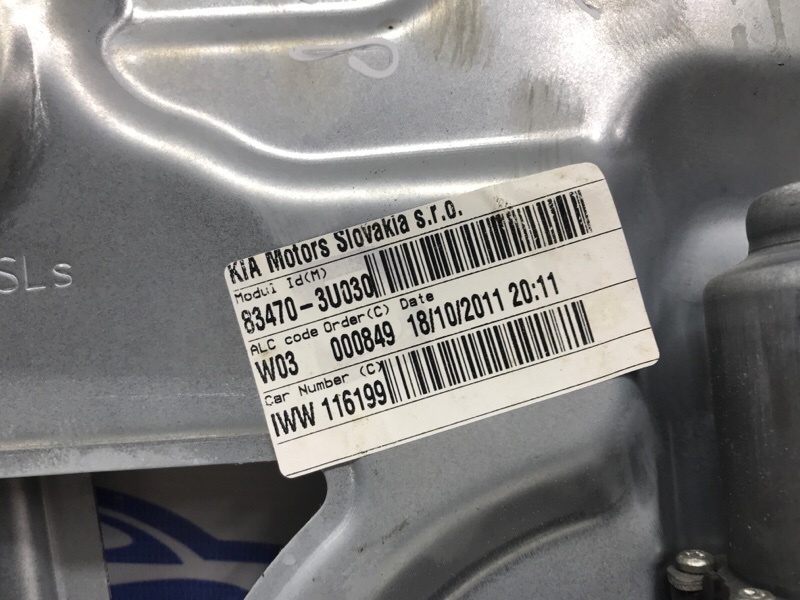 KIA Motors Slovakia s.r.o.
Modul Id(M)
83470-3U030
ALC code Order(C) Date
W03 000849 18/10/2011 20:11
Car Number (C)
IWW 116199
SLs